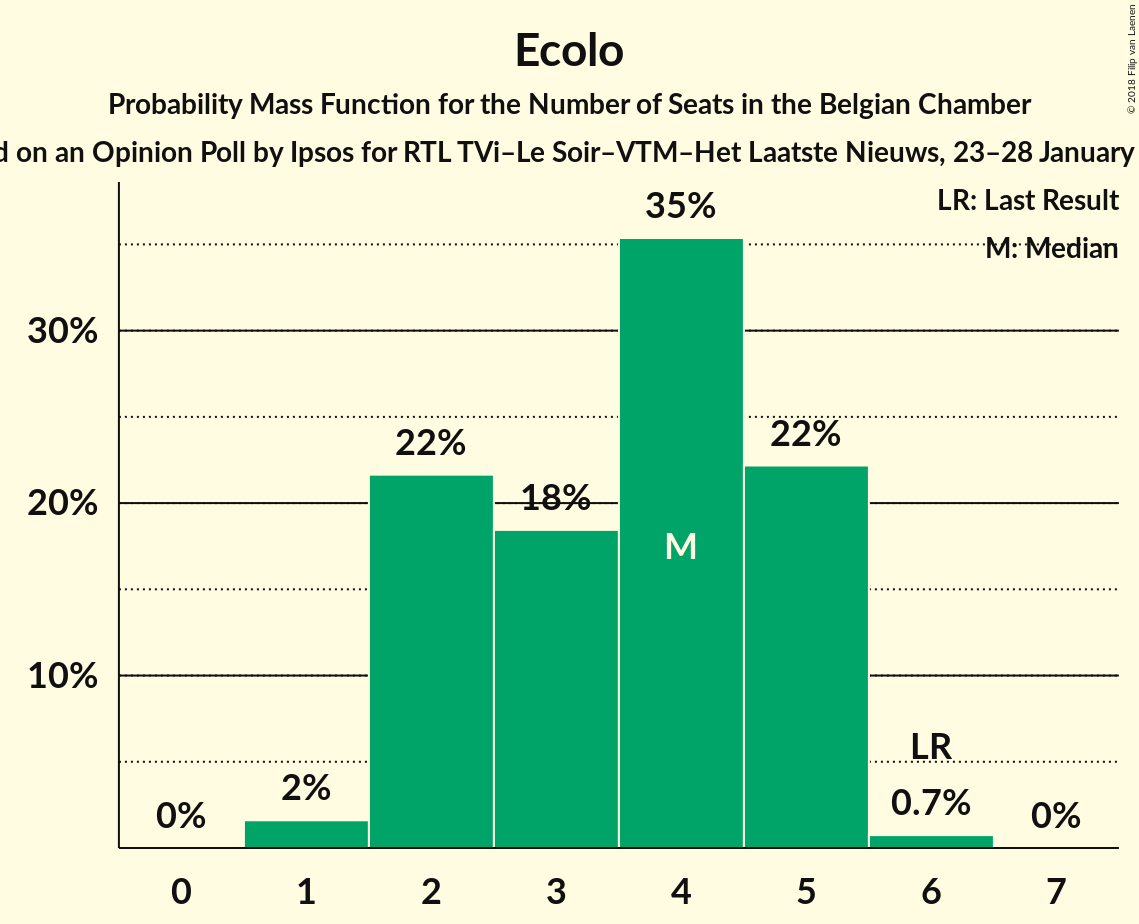 Ecolo
Probability Mass Function for the Number of Seats in the Belgian Chamber
on an Opinion Poll by Ipsos for RTL TVi–Le Soir–VTM–Het Laatste Nieuws, 23–28 January
© 2018 Filip van Laenen
LR: Last Result
M: Median
35%
30%
22%
22%
20%
18%
M
10%
LR
2%
0.7%
0%
0%
0 1 2 3 4 5 6 7